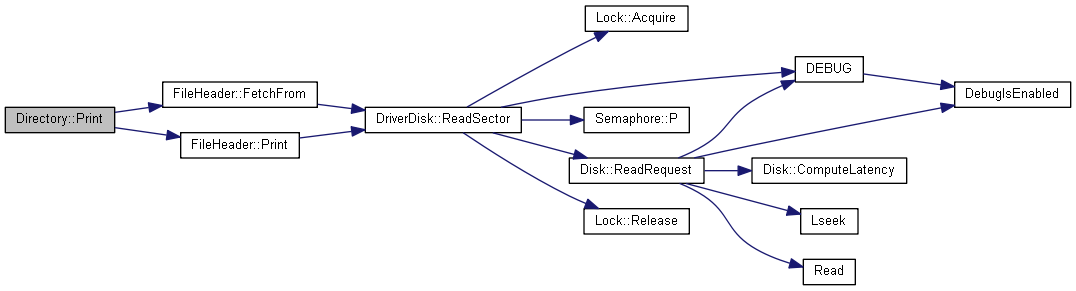 Directory::Print
FileHeader::FetchFrom
FileHeader::Print
DriverDisk::ReadSector
Lock::Acquire
Semaphore::P
Disk::ReadRequest
Lock::Release
DEBUG
Disk::ComputeLatency
Lseek
Read
DebugIsEnabled